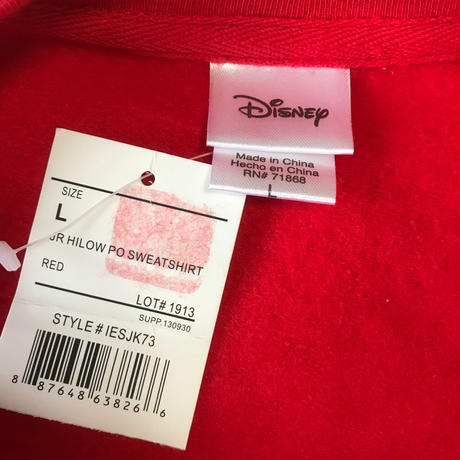 Disney
Made in China
Hecho en China
RN# 71868
L
SIZE
L
JR HILOW PO SWEATSHIRT
RED
LOT# 1913
SUPP.130930
STYLE # IESJK73
8 87648 63826 6